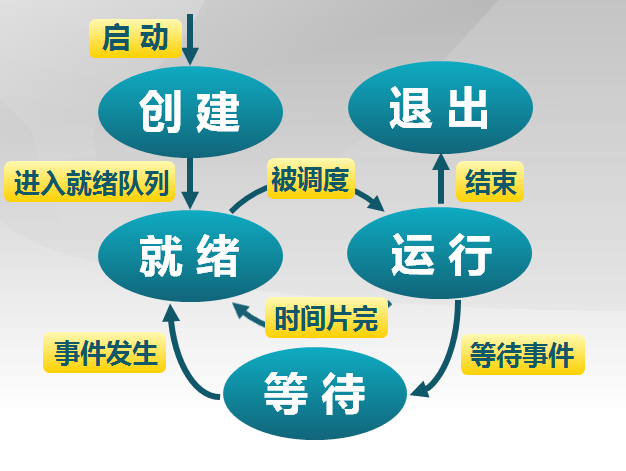 启动
创建
退出
进入就绪队列
被调度
结束
就绪
运行
时间片完
事件发生
等待事件
等待